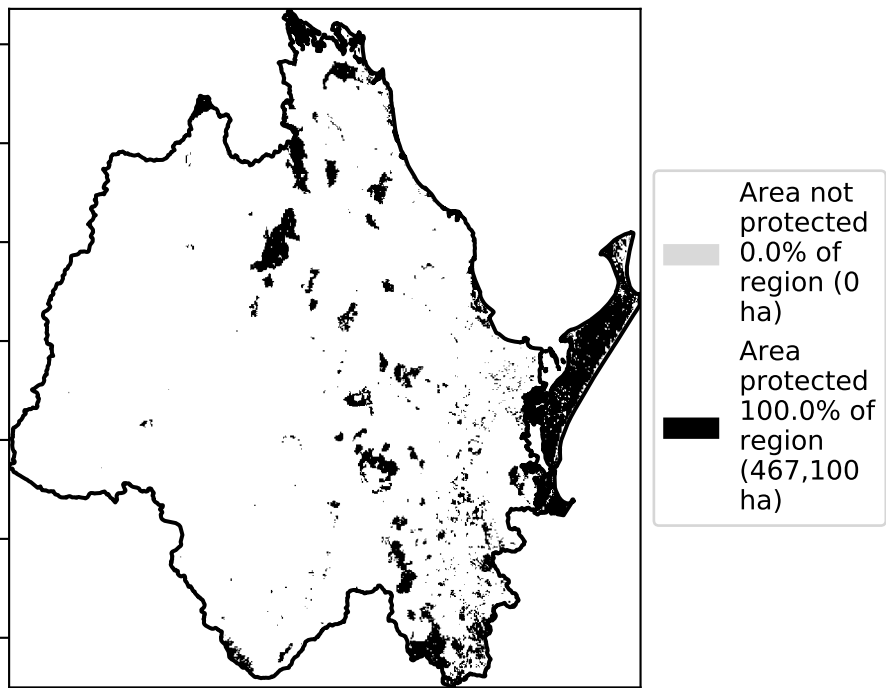 Area not
protected
0.0% of
region (0
ha)
Area
protected
100.0% of
region
(467,100
ha)